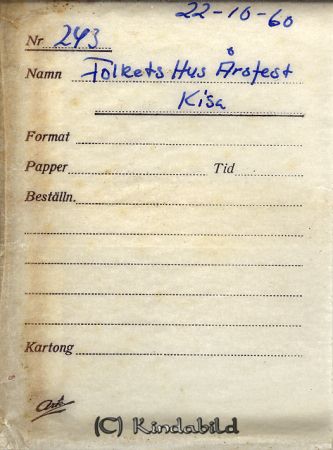 22-10-60
Nr 243
Namn Folkets Hus Årsfest
Kisa
Format
Papper Tid
Beställn.
Kartong
(C) Kindabild